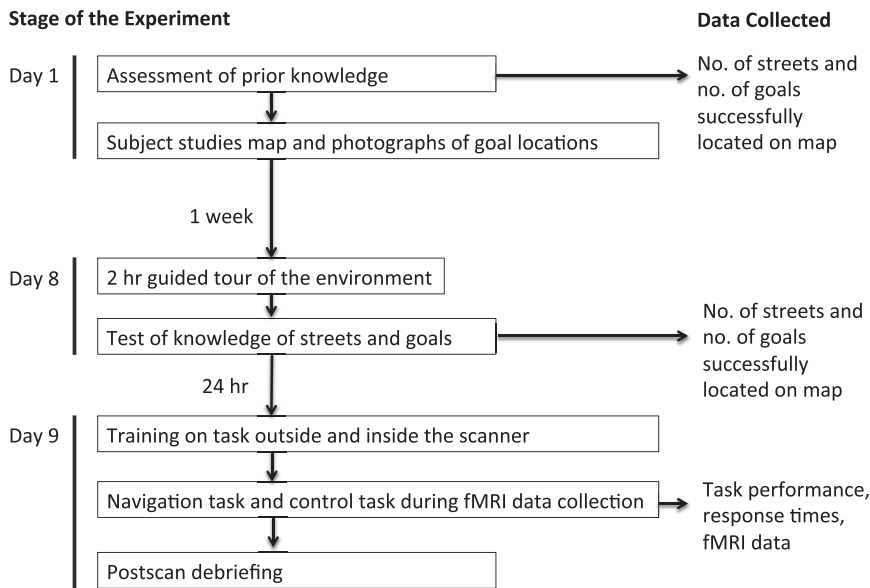 Stage of the Experiment
Data Collected
Day 1
Assessment of prior knowledge
No. of streets and
no. of goals
successfully
located on map
Subject studies map and photographs of goal locations
1 week
Day 8
2 hr guided tour of the environment
Test of knowledge of streets and goals
No. of streets and
no. of goals
successfully
located on map
24 hr
Day 9
Training on task outside and inside the scanner
Navigation task and control task during fMRI data collection
Task performance,
response times,
fMRI data
Postscan debriefing